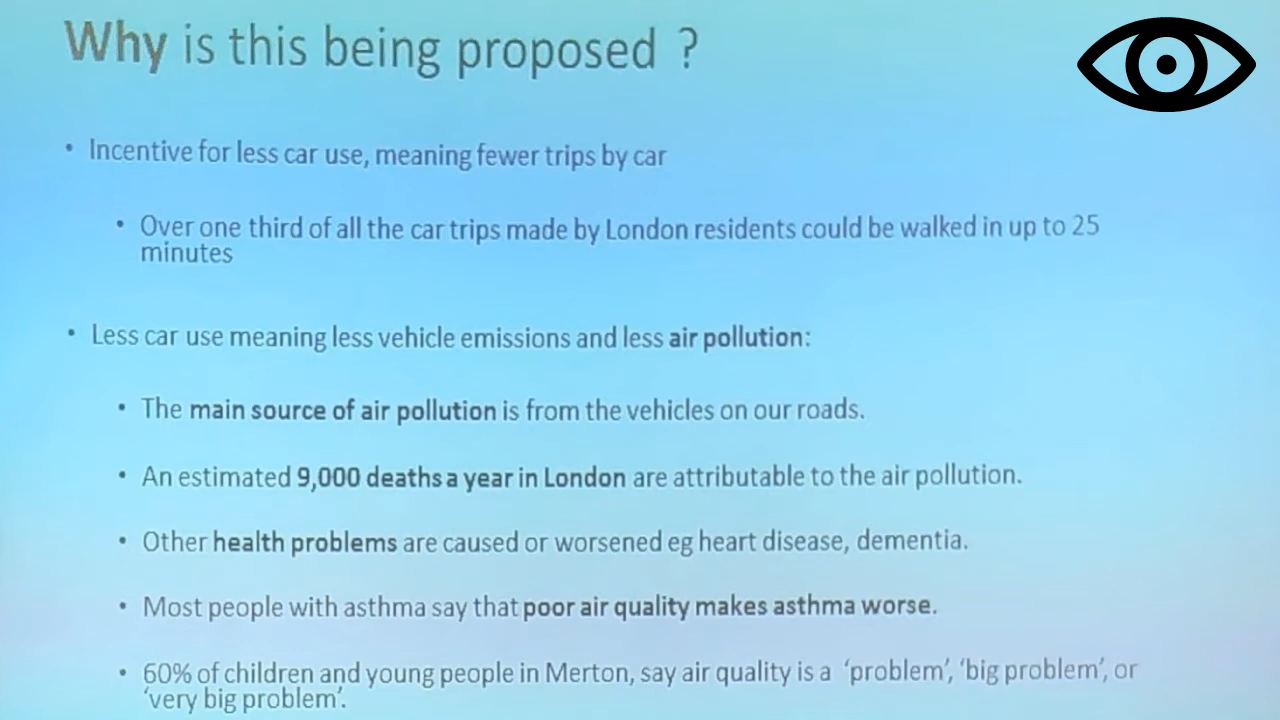 Why is this being proposed ?
• Incentive for less car use, meaning fewer trips by car
• Over one third of all the car trips made by London residents could be walked in up to 25
minutes
• Less car use meaning less vehicle emissions and less air pollution:
• The main source of air pollution is from the vehicles on our roads.
• An estimated 9,000 deaths a year in London are attributable to the air pollution.
• Other health problems are caused or worsened eg heart disease, dementia.
• Most people with asthma say that poor air quality makes asthma worse.
• 60% of children and young people in Merton, say air quality is a ‘problem’, ‘big problem’, or
‘very big problem’.